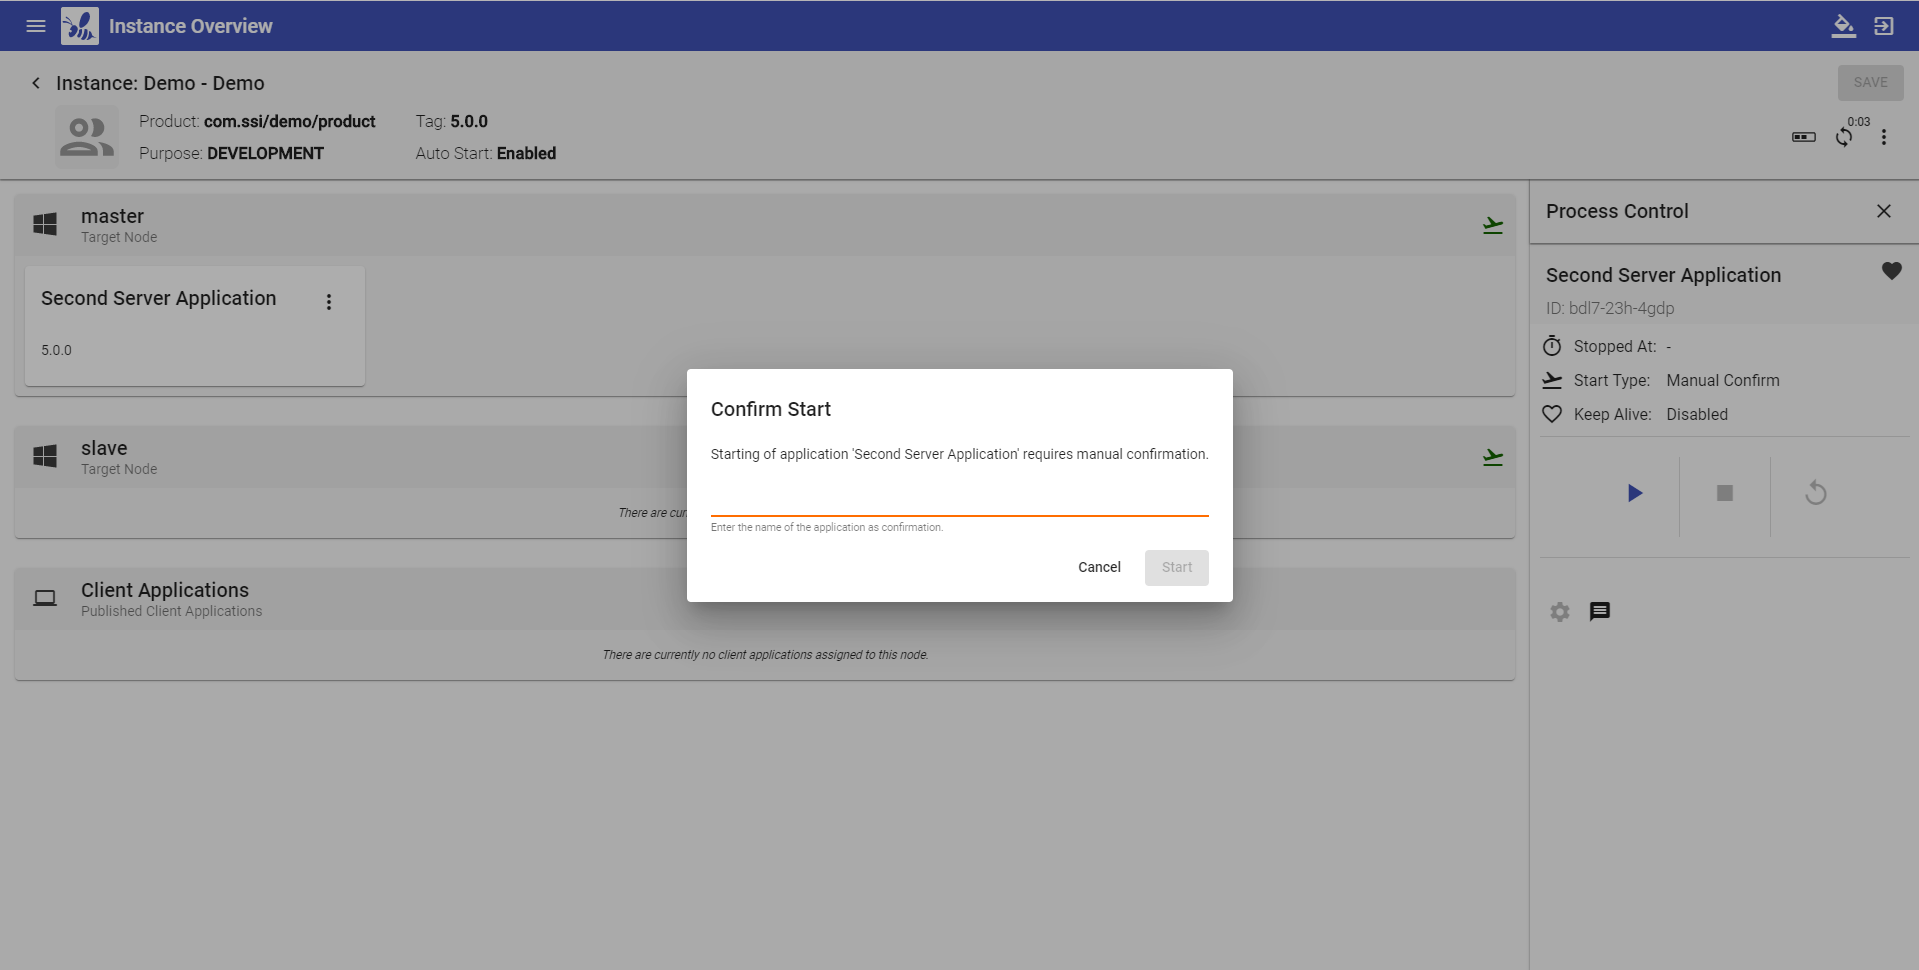 Instance Overview
Instance: Demo - Demo
SAVE
Product: com.ssi/demo/product
Tag: 5.0.0
Purpose: DEVELOPMENT
Auto Start: Enabled
0:03
master
Target Node
Second Server Application
5.0.0
slave
Target Node
There are
Client Applications
Published Client Applications
There are currently no client applications assigned to this node.
Confirm Start
Starting of application 'Second Server Application' requires manual confirmation.
Enter the name of the application as confirmation.
Cancel
Start
Process Control
Second Server Application
ID: bdl7-23h-4gdp
Stopped At: -
Start Type: Manual Confirm
Keep Alive: Disabled